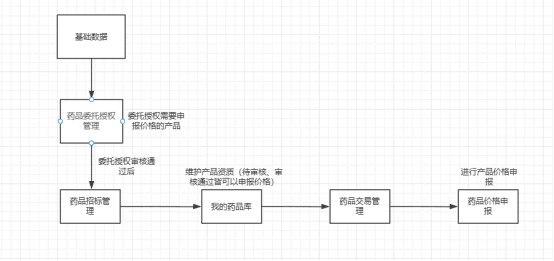 基础数据
药品委托授权
管理
委托授权需要申
报价格的产品
委托授权审核通
过后
维护产品资质（待审核、审
核通过皆可以申报价格）
进行产品价格申
报
药品招标管
理
我的药品库
药品交易管
理
药品价格申
报